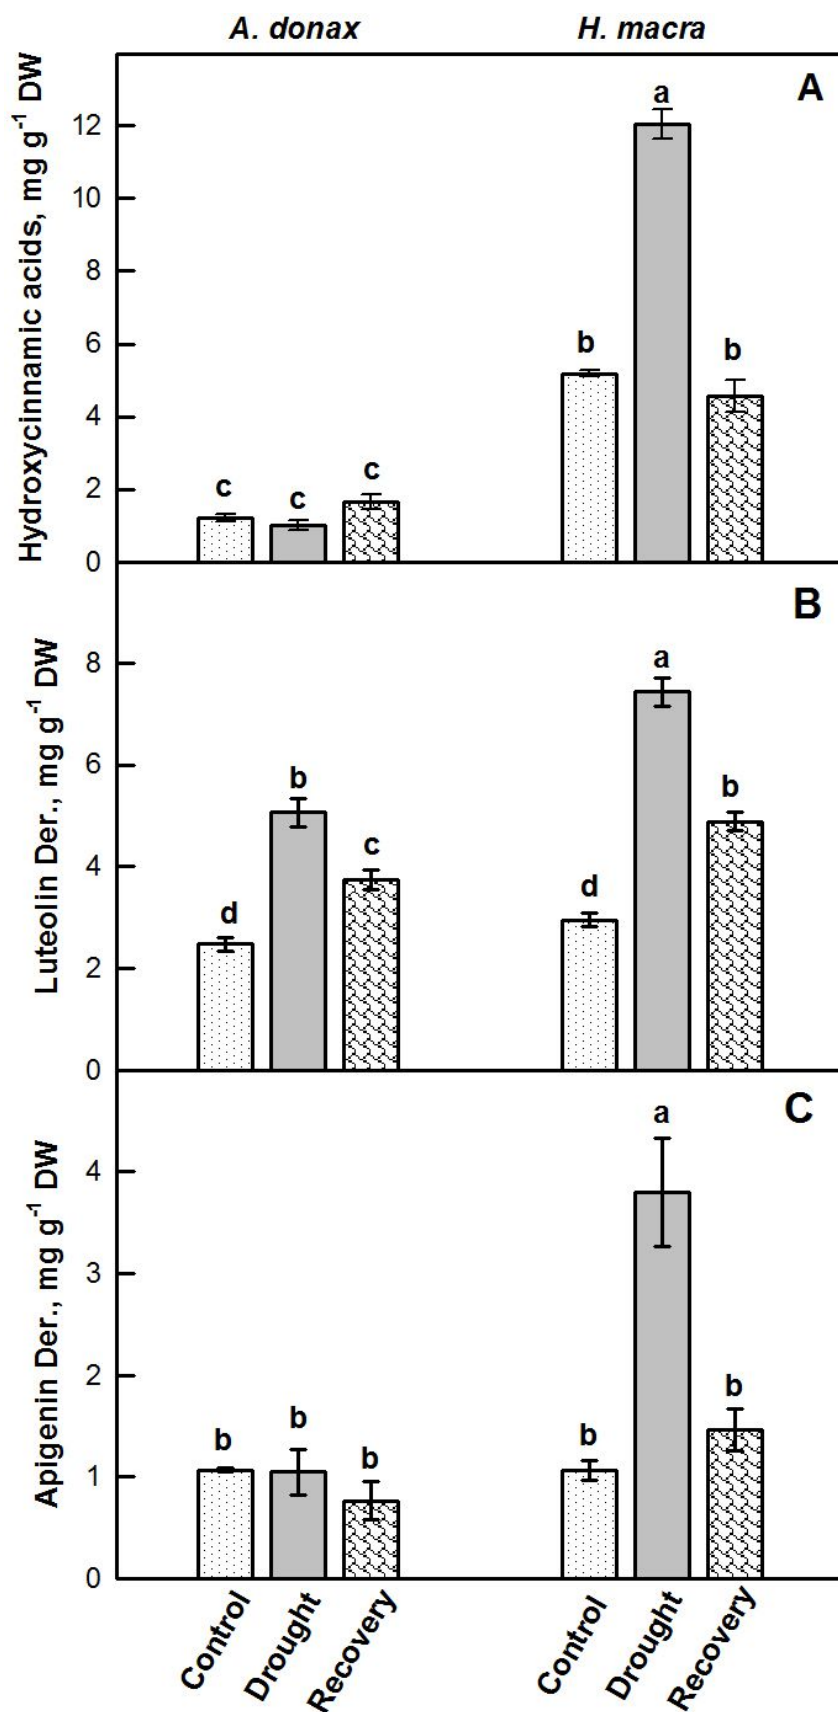 A. donax H. macra
A
Hydroxycinnamic acids, mg g-1 DW
12
10
8
6
4
2
0
c c c b a b
B
Luteolin Der., mg g-1 DW
8
6
4
2
0
d b c d a b
C
Apigenin Der., mg g-1 DW
4
3
2
1
0
b b b b a b
Control Drought Recovery Control Drought Recovery